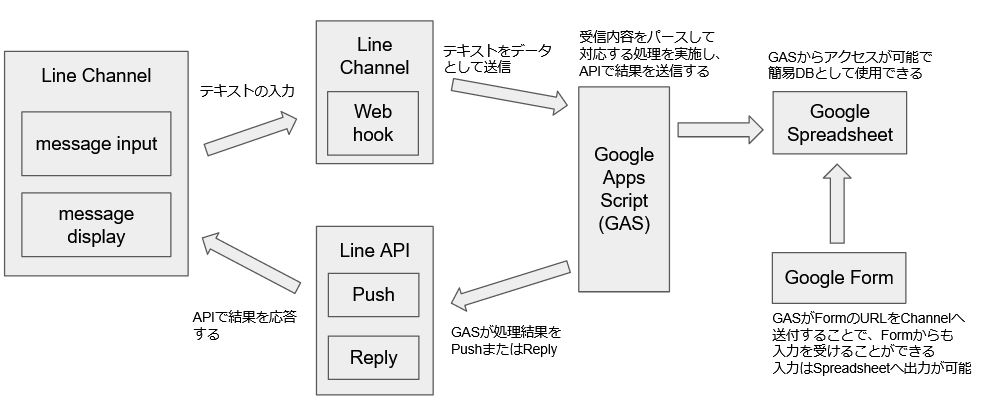 Line Channel
message input
message
display
テキストの入力
Line
Channel
Web
hook
テキストをデータ
として送信
受信内容をパースして
対応する処理を実施し、
APIで結果を送信する
Google
Apps
Script
(GAS)
GASからアクセスが可能で
簡易DBとして使用できる
Google
Spreadsheet
Google Form
GASがFormのURLをChannelへ
送付することで、Formからも
入力を受けることができる
入力はSpreadsheetへ出力が可能
Line API
Push
Reply
GASが処理結果を
PushまたはReply
APIで結果を応答
する